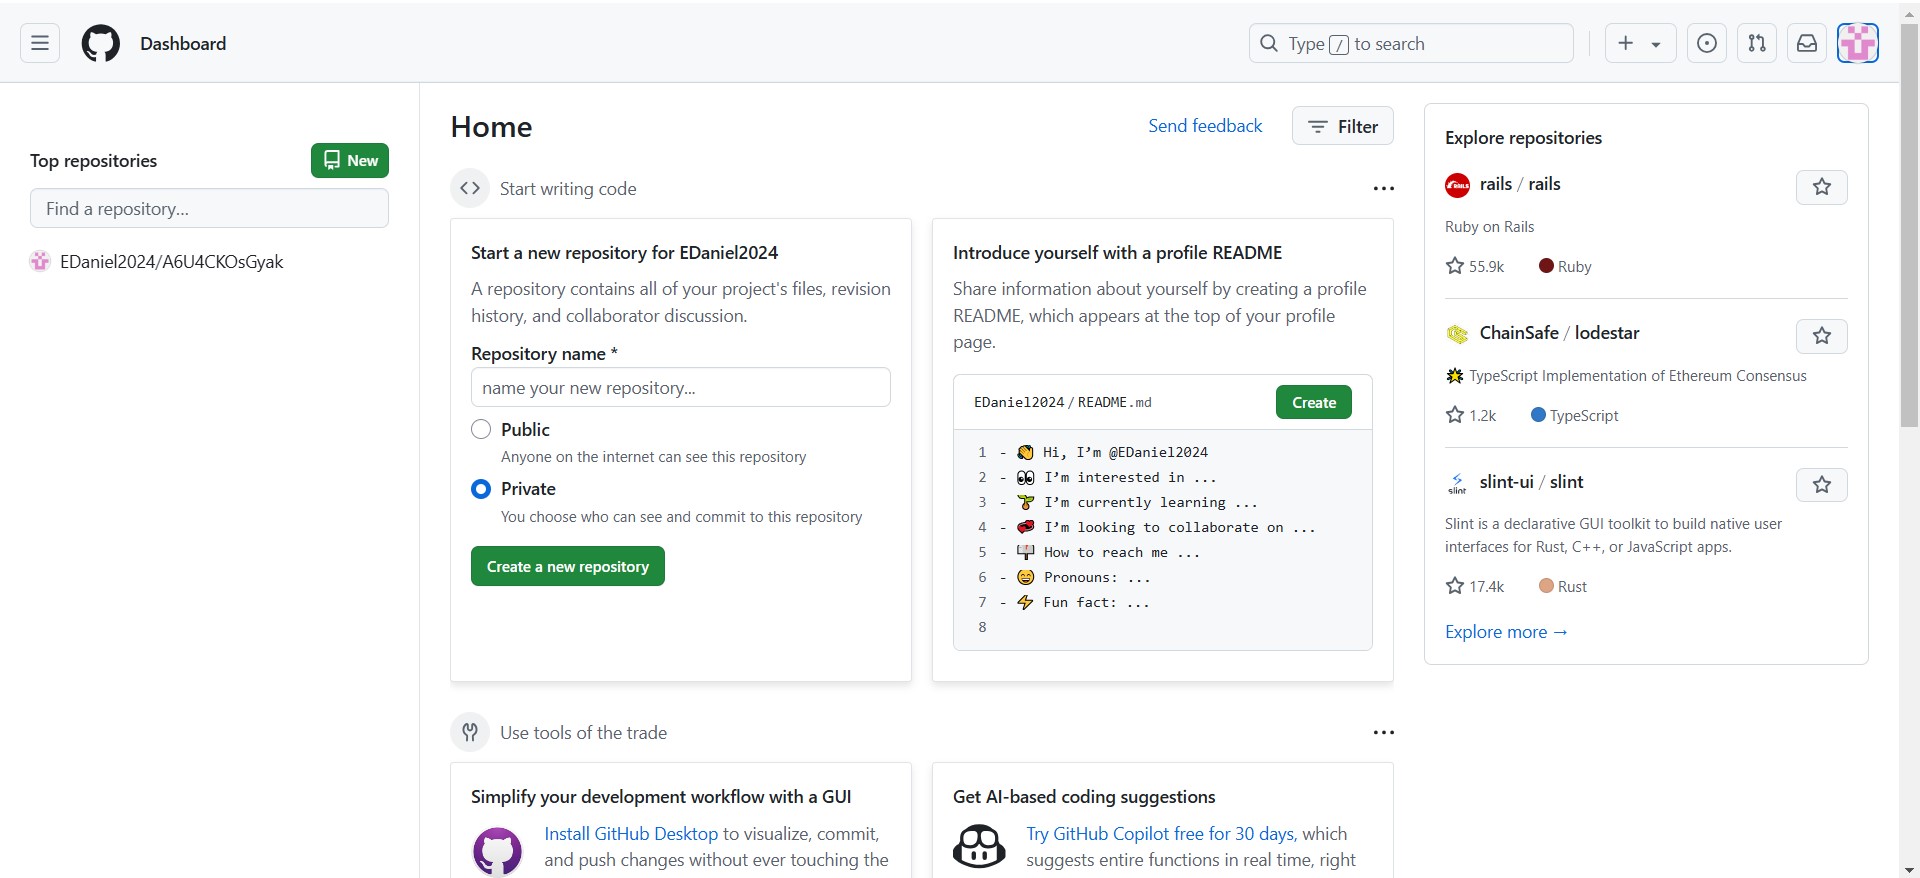 Dashboard
Type / to search
Top repositories
New
Find a repository...
EDaniel2024/A6U4CKOsGyak
Home
Send feedback
Filter
Start writing code
Start a new repository for EDaniel2024
A repository contains all of your project's files, revision
history, and collaborator discussion.
Repository name *
name your new repository...
Public
Anyone on the internet can see this repository
Private
You choose who can see and commit to this repository
Create a new repository
Introduce yourself with a profile README
Share information about yourself by creating a profile
README, which appears at the top of your profile
page.
EDaniel2024/README.md
Create
1 - 👋 Hi, I’m @EDaniel2024
2 - 👀 I’m interested in ...
3 - 🌱 I’m currently learning ...
4 - 💞️ I’m looking to collaborate on ...
5 - 📫 How to reach me ...
6 - 😄 Pronouns: ...
7 - ⚡ Fun fact: ...
8
Use tools of the trade
Simplify your development workflow with a GUI
Install GitHub Desktop to visualize, commit,
and push changes without ever touching the
Get AI-based coding suggestions
Try GitHub Copilot free for 30 days, which
suggests entire functions in real time, right
Explore repositories
RAILS
rails / rails
Ruby on Rails
55.9k
Ruby
ChainSafe / lodestar
🌟 TypeScript Implementation of Ethereum Consensus
1.2k
TypeScript
slint
slint-ui / slint
Slint is a declarative GUI toolkit to build native user
interfaces for Rust, C++, or JavaScript apps.
17.4k
Rust
Explore more →